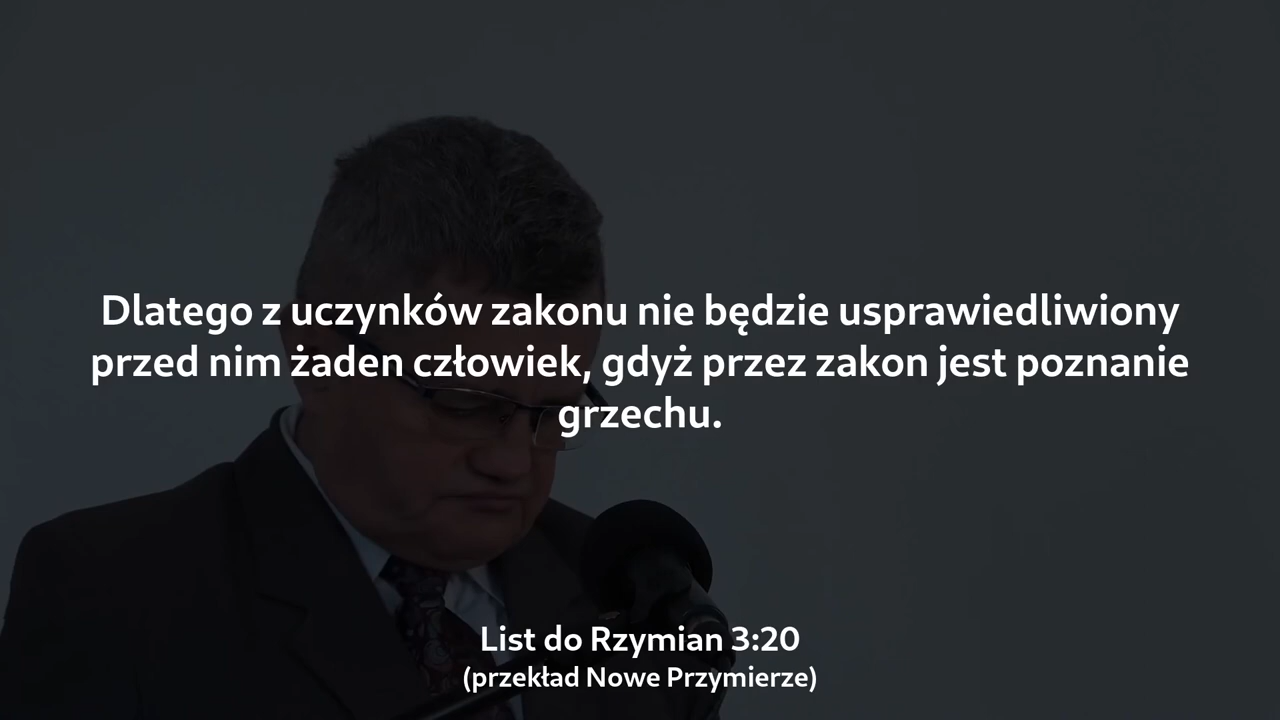 Dlatego z uczynków zakonu nie będzie usprawiedliwiony
przed nim żaden człowiek, gdyż przez zakon jest poznanie
grzechu.
List do Rzymian 3:20
(przekład Nowe Przymierze)